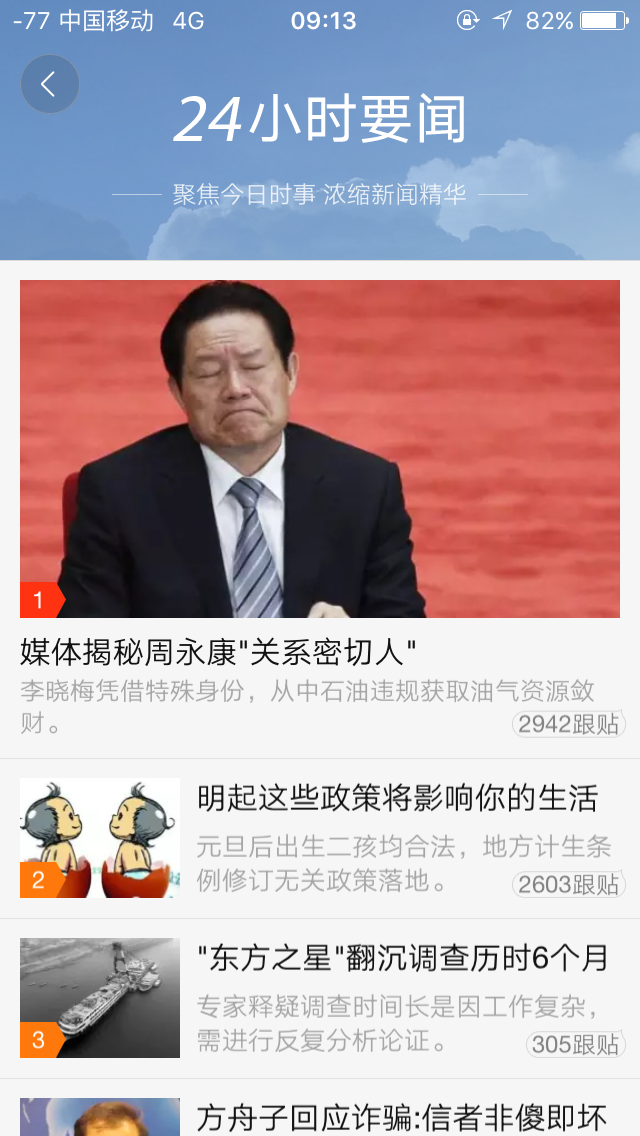 -77 中国移动 4G 09:13 82%
24小时要闻
聚焦今日时事 浓缩新闻精华
1
媒体揭秘周永康"关系密切人"
李晓梅凭借特殊身份，从中石油违规获取油气资源敛
财。
2942跟贴
明起这些政策将影响你的生活
元旦后出生二孩均合法，地方计生条
2
例修订无关政策落地。
2603跟贴
"东方之星"翻沉调查历时6个月
专家释疑调查时间长是因工作复杂，
3
需进行反复分析论证。
305跟贴
方舟子回应诈骗:信者非傻即坏